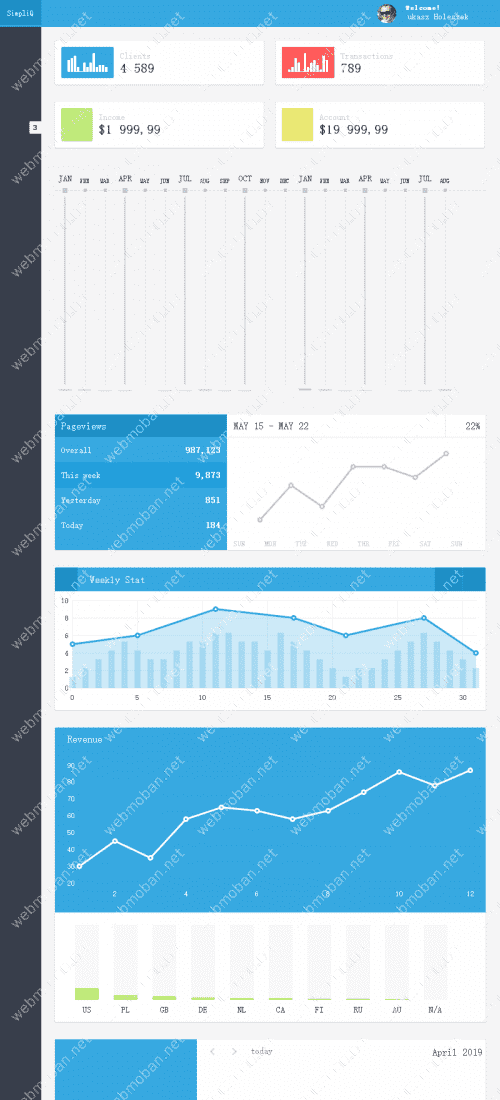 SimpliQ
Welcome!
Clients
4 589
Transactions
789
3
Income
$1 999,99
Account
$19 999,99
JAN FEB MAR APR MAY JUN JUL AUG SEP OCT NOV DEC JAN FEB MAR APR MAY JUN JUL AUG
Pageviews
MAY 15 - MAY 22
22%
Overall 987,123
This week 9,873
Yesterday 851
Today 184
SUN MON TUE WED THE FRI SAT SUN
Weekly Stat
10
8
6
4
2
0
0 5 10 15 20 25 30
Revenue
90
80
70
60
50
40
30
20
2 4 6 8 10 12
US PL GB DE NL CA FI RU AU N/A
today
April 2019
webmoban.net